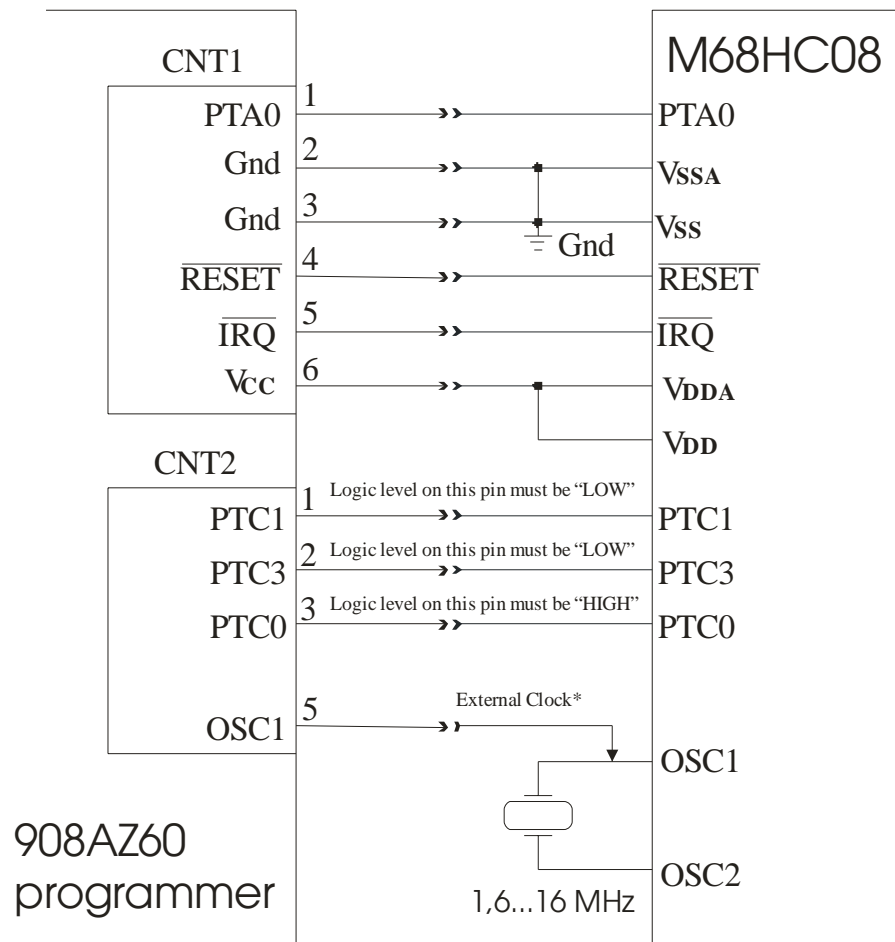 M68HC08
CNT1
PTA0 1 PTA0
Gnd 2 VSSA
Gnd 3 Vss
Gnd
RESET 4 RESET
IRQ 5 IRQ
Vcc 6 VDDA
VDD
CNT2
PTC1 1 Logic level on this pin must be “LOW” PTC1
PTC3 2 Logic level on this pin must be “LOW” PTC3
PTC0 3 Logic level on this pin must be “HIGH” PTC0
OSC1 5 External Clock*
OSC1
OSC2
1,6...16 MHz
908AZ60
programmer